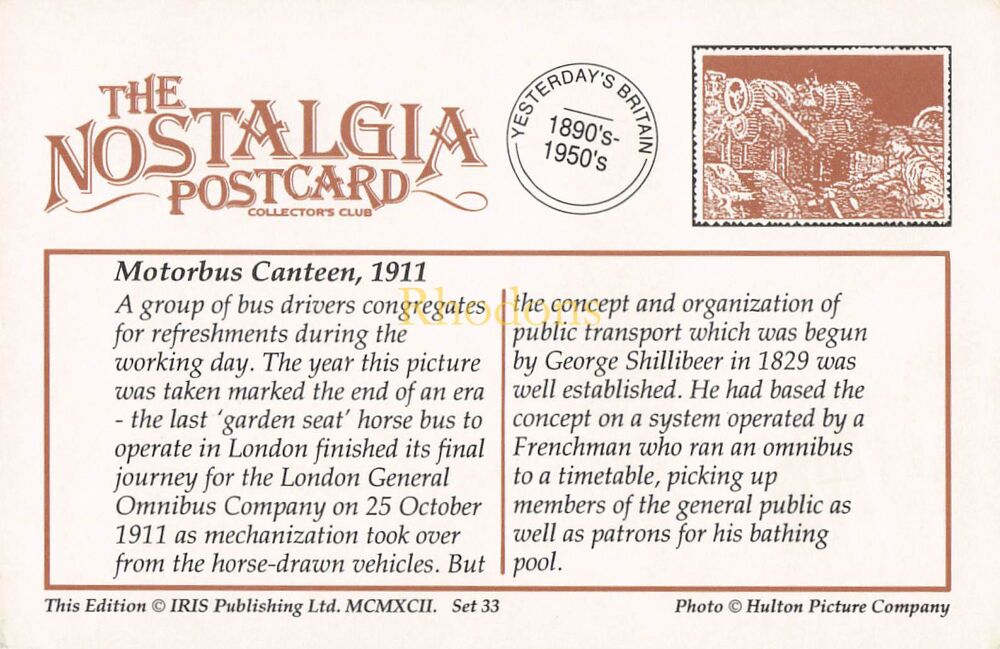 THE
NOSTALGIA
POSTCARD
COLLECTOR'S CLUB
YESTERDAY'S BRITAIN
1890's-
1950's
Motorbus Canteen, 1911
A group of bus drivers congregates
for refreshments during the
working day. The year this picture
was taken marked the end of an era
- the last 'garden seat' horse bus to
operate in London finished its final
journey for the London General
Omnibus Company on 25 October
1911 as mechanization took over
from the horse-drawn vehicles. But
the concept and organization of
public transport which was begun
by George Shillibeer in 1829 was
well established. He had based the
concept on a system operated by a
Frenchman who ran an omnibus
to a timetable, picking up
members of the general public as
well as patrons for his bathing
pool.
Rhodons
This Edition © IRIS Publishing Ltd. MCMXCII. Set 33
Photo © Hulton Picture Company